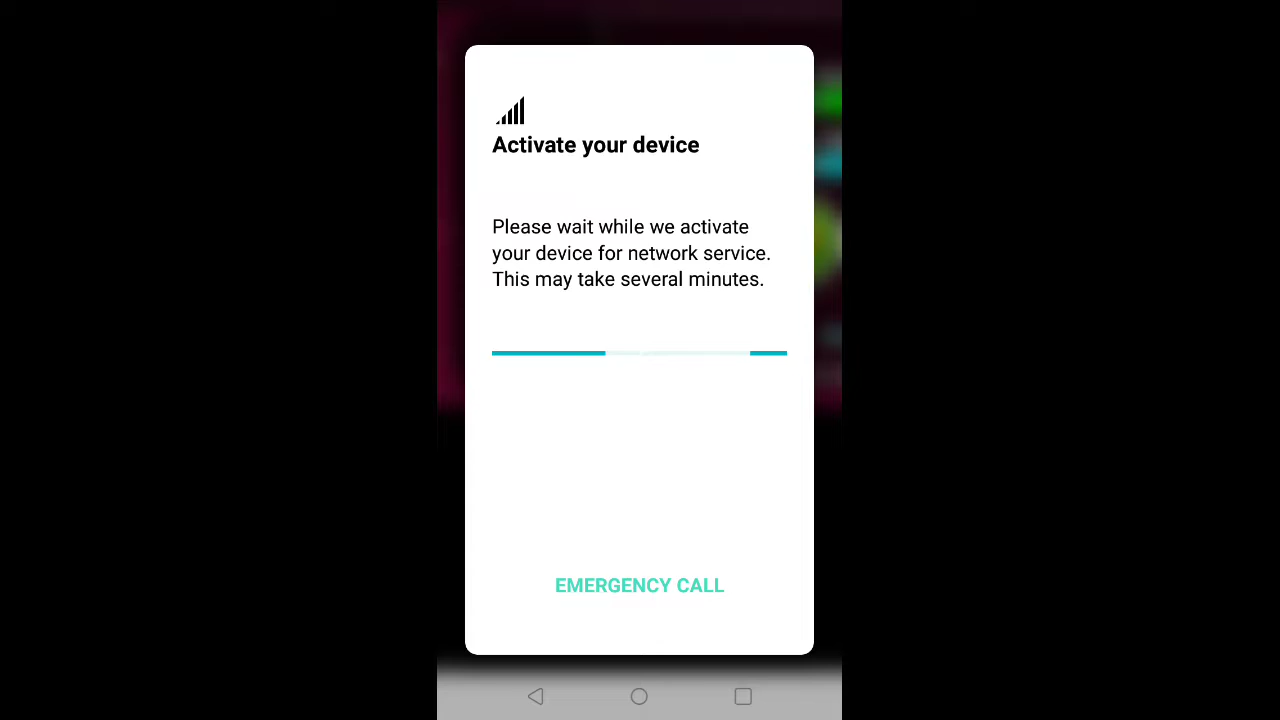 Activate your device
Please wait while we activate
your device for network service.
This may take several minutes.
EMERGENCY CALL